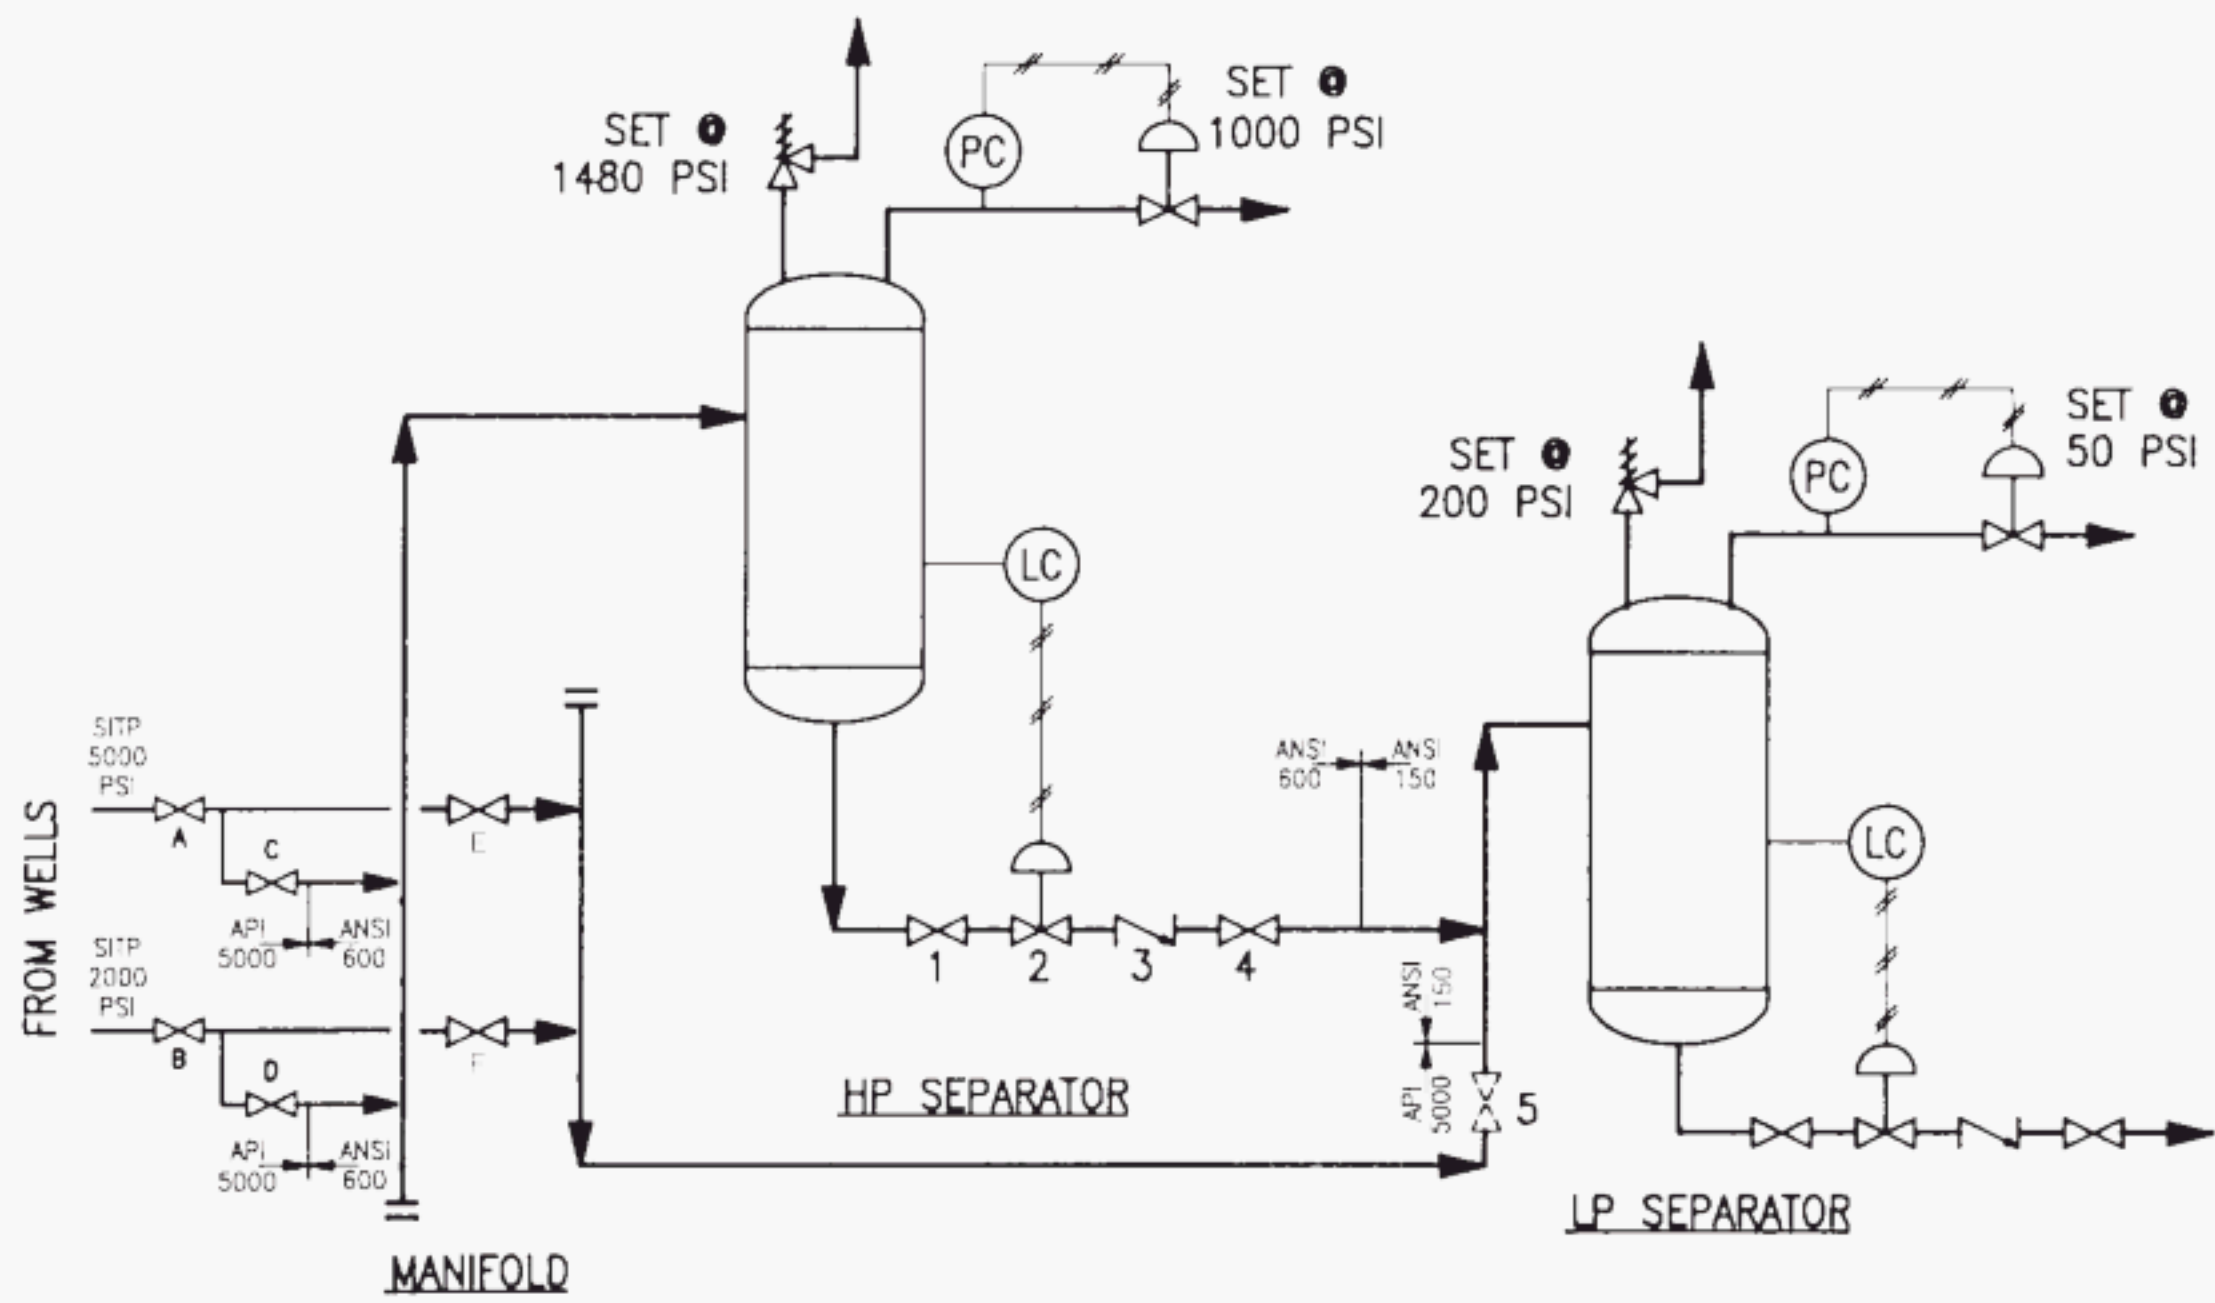 SET @
1480 PSI
PC
SET @
1000 PSI
SET @
200 PSI
PC
SET @
50 PSI
LC
SITP
5000
PSI
A
C
E
API
5000
ANSI
600
FROM WELLS
SITP
2000
PSI
B
D
F
API
5000
ANSI
600
1
2
3
4
ANSI
600
ANSI
150
ANSI
150
API
5000
5
LC
HP SEPARATOR
LP SEPARATOR
MANIFOLD